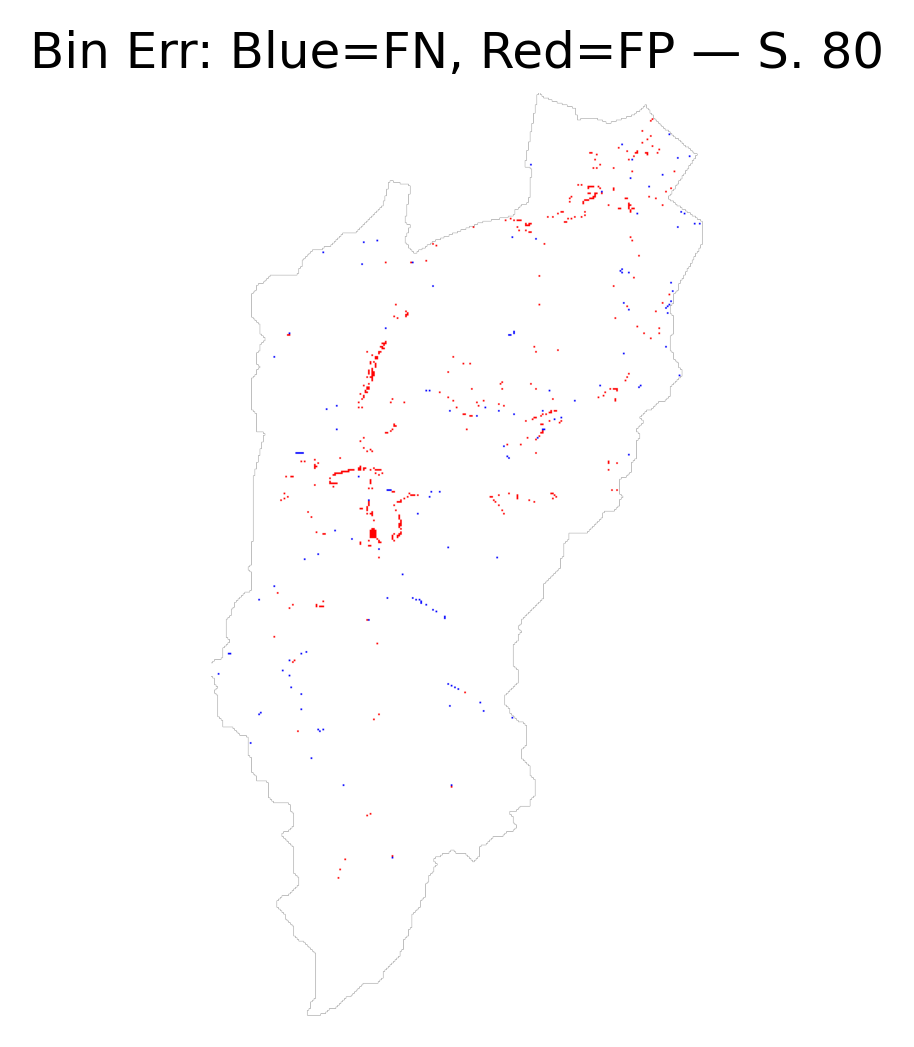 Bin Err: Blue=FN, Red=FP — S. 80